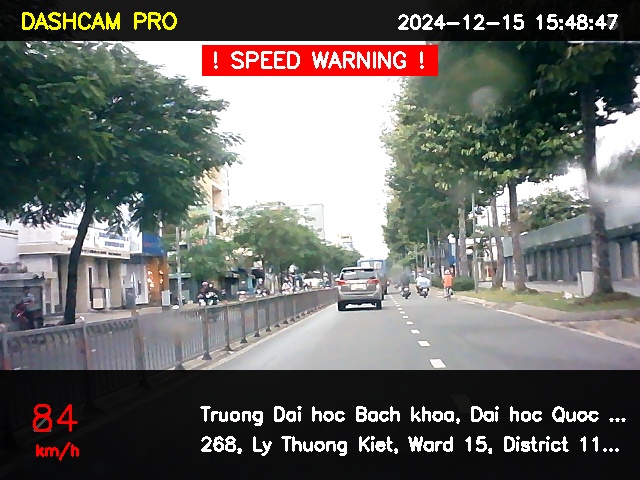 DASHCAM PRO
2024-12-15 15:48:47
! SPEED WARNING !
84
km/h
Truong Dai hoc Bach khoa, Dai hoc Quoc ...
268, Ly Thuong Kiet, Ward 15, District 11...